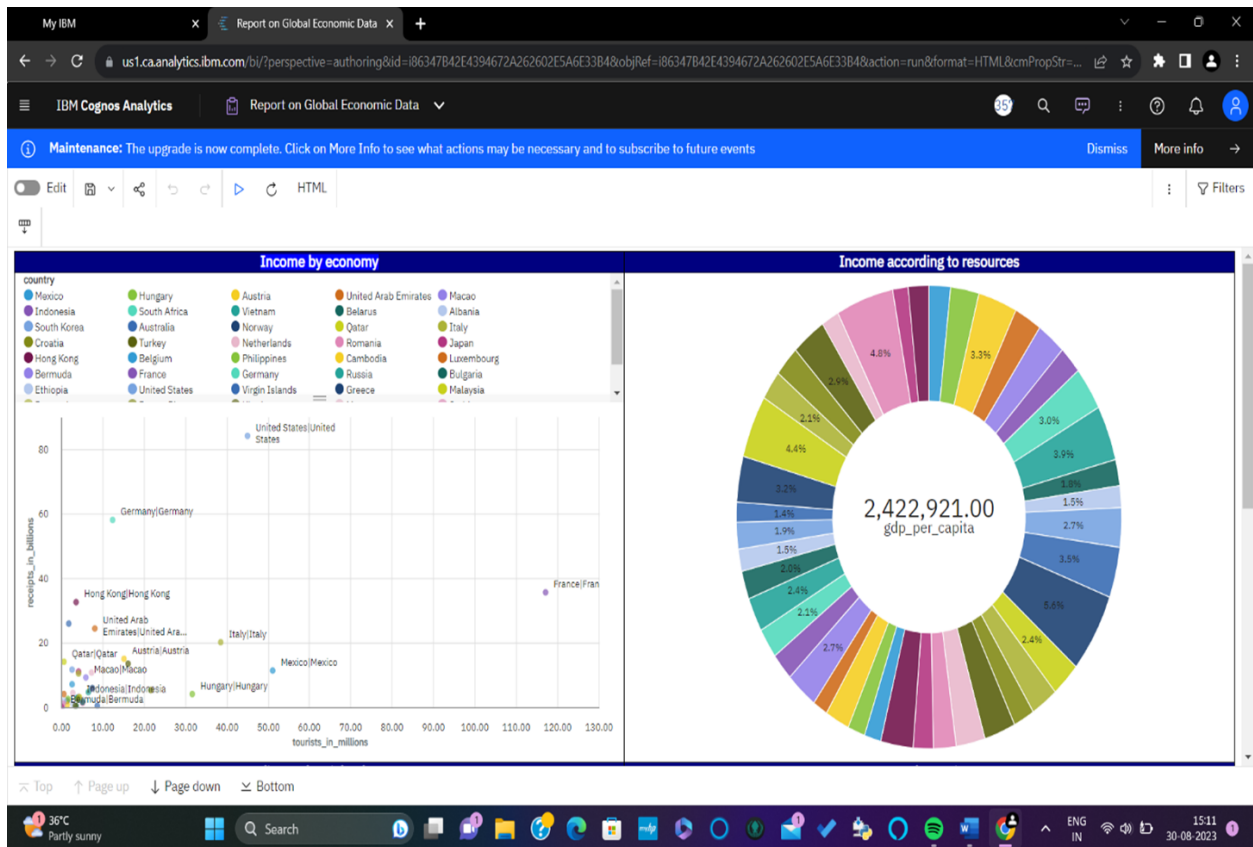 My IBM
Report on Global Economic Data
us1.ca.analytics.ibm.com/bi/?perspective=authoring&id=i86347B42E4394672A262602E5A6E33B4&objRef=i86347B42E4394672A262602E5A6E33B4&action=run&format=HTML&cmPropStr=...
IBM Cognos Analytics Report on Global Economic Data 35°
Maintenance: The upgrade is now complete. Click on More Info to see what actions may be necessary and to subscribe to future events Dismiss More info
Edit HTML Filters
Income by economy
country
Mexico Hungary Austria United Arab Emirates Macao
Indonesia South Africa Vietnam Belarus Albania
South Korea Australia Norway Qatar Italy
Croatia Turkey Netherlands Romania Japan
Hong Kong Belgium Philippines Cambodia Luxembourg
Bermuda France Germany Russia Bulgaria
Ethiopia United States Virgin Islands Greece Malaysia
receipts_in_billions
80
60
40
20
0
United States|United
States
Germany|Germany
France|Fran
Hong Kong|Hong Kong
United Arab
Emirates|United Ara...
Italy|Italy
Qatar|Qatar
Austria|Austria
Macao|Macao
Mexico|Mexico
Indonesia|Indonesia
Hungary|Hungary
Bermuda|Bermuda
0.00 10.00 20.00 30.00 40.00 50.00 60.00 70.00 80.00 90.00 100.00 110.00 120.00 130.00
tourists_in_millions
Income according to resources
4.8%
3.3%
2.9%
3.0%
2.1%
3.9%
4.4%
1.8%
3.2%
1.5%
1.4%
2.7%
1.9%
3.5%
1.5%
2.0%
5.6%
2.4%
2.1%
2.4%
2.7%
2,422,921.00
gdp_per_capita
Top Page up Page down Bottom
1
36°C
Partly sunny
Search
1
1
ENG
IN
15:11
30-08-2023
1